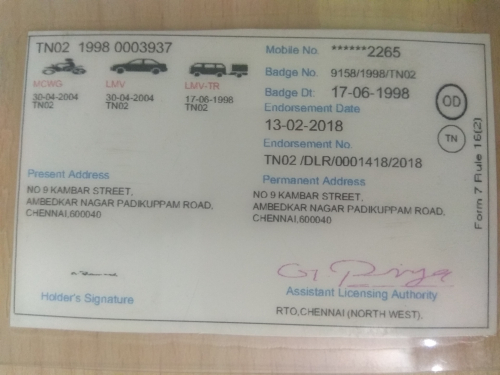 TN02 1998 0003937
Mobile No. ******2265
Badge No. 9158/1998/TN02
MCWG LMV LMV-TR
Badge Dt: 17-06-1998
30-04-2004 30-04-2004 17-06-1998
TN02 TN02 TN02
Endorsement Date
13-02-2018
Endorsement No.
TN02 /DLR/0001418/2018
OD
TN
Form 7 Rule 16(2)
Present Address
NO 9 KAMBAR STREET,
AMBEDKAR NAGAR PADIKUPPAM ROAD,
CHENNAI,600040
Permanent Address
NO 9 KAMBAR STREET,
AMBEDKAR NAGAR PADIKUPPAM ROAD,
CHENNAI,600040
Holder's Signature
G Priya
Assistant Licensing Authority
RTO,CHENNAI (NORTH WEST).